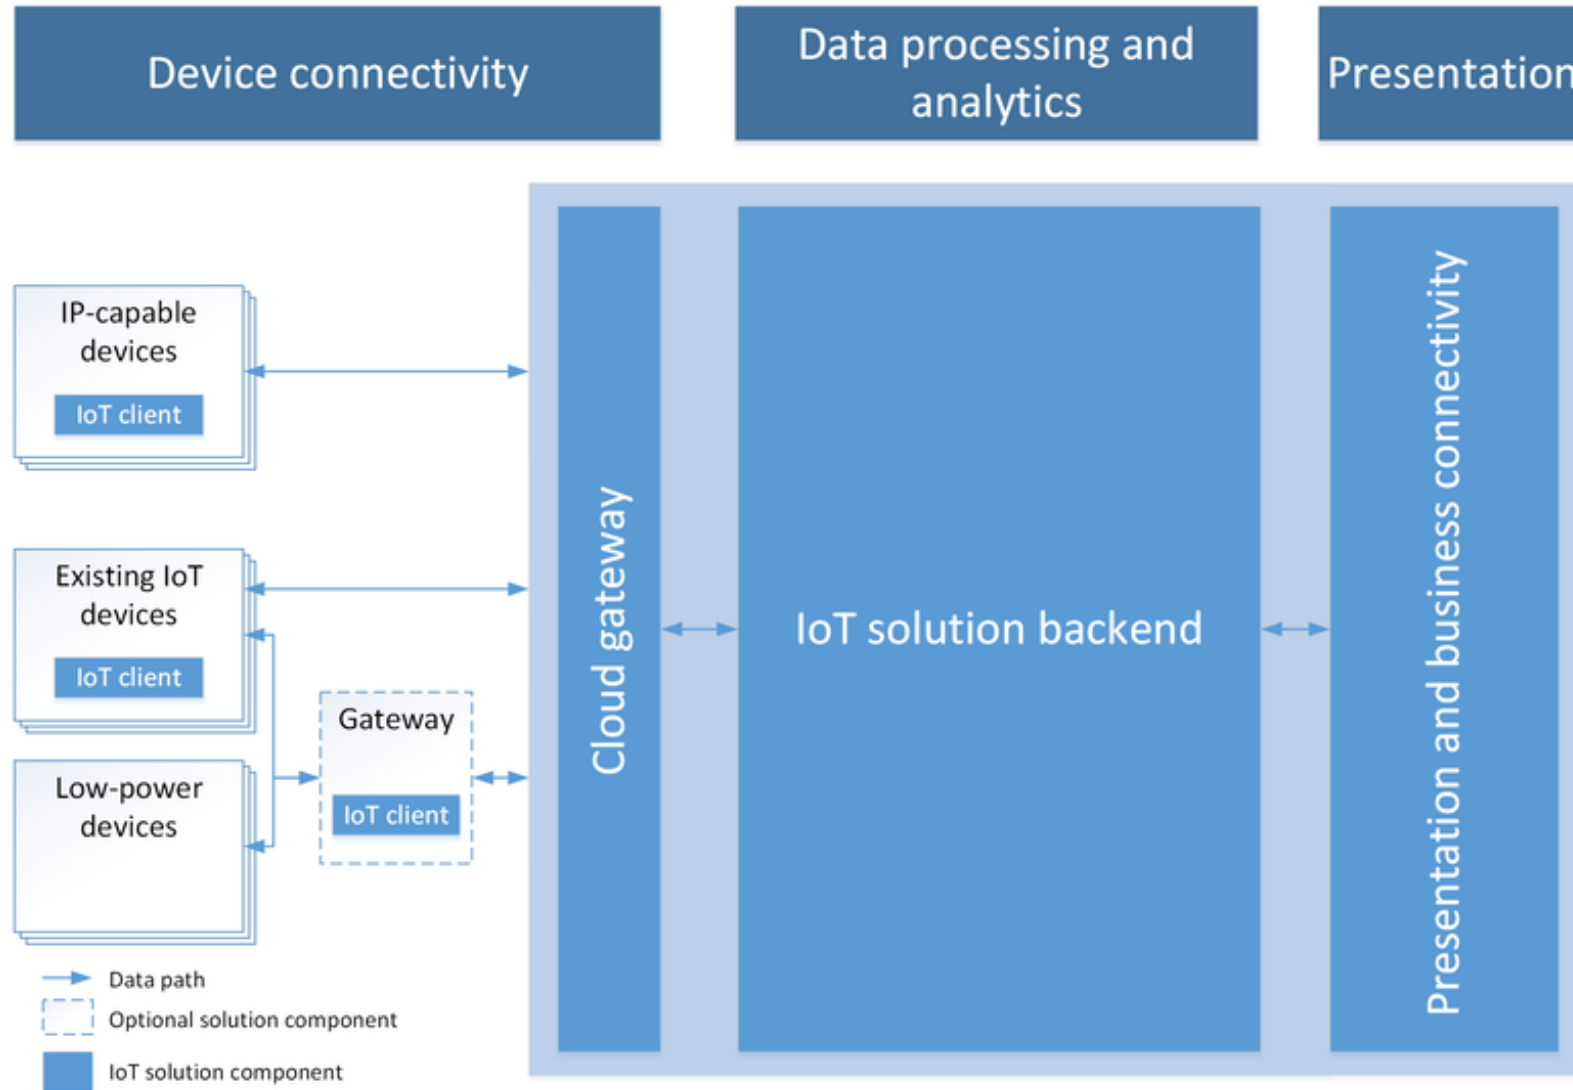 Device connectivity
Data processing and
analytics
Presentation
IP-capable
devices
IoT client
Existing IoT
devices
IoT client
Low-power
devices
Gateway
IoT client
Cloud gateway
IoT solution backend
Presentation and business connectivity
Data path
Optional solution component
IoT solution component